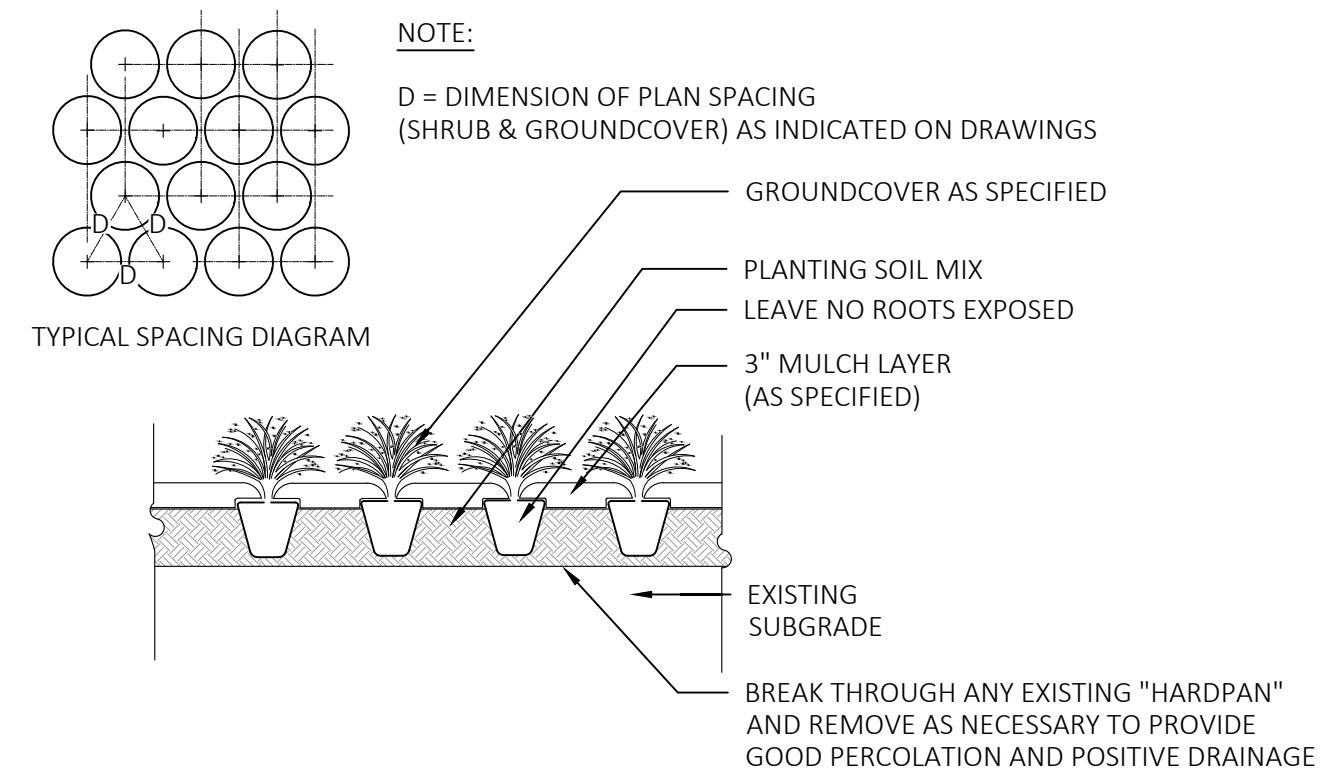 NOTE:
D = DIMENSION OF PLAN SPACING
(SHRUB & GROUNDCOVER) AS INDICATED ON DRAWINGS
D D
D
TYPICAL SPACING DIAGRAM
GROUNDCOVER AS SPECIFIED
PLANTING SOIL MIX
LEAVE NO ROOTS EXPOSED
3" MULCH LAYER
(AS SPECIFIED)
EXISTING
SUBGRADE
BREAK THROUGH ANY EXISTING "HARDPAN"
AND REMOVE AS NECESSARY TO PROVIDE
GOOD PERCOLATION AND POSITIVE DRAINAGE